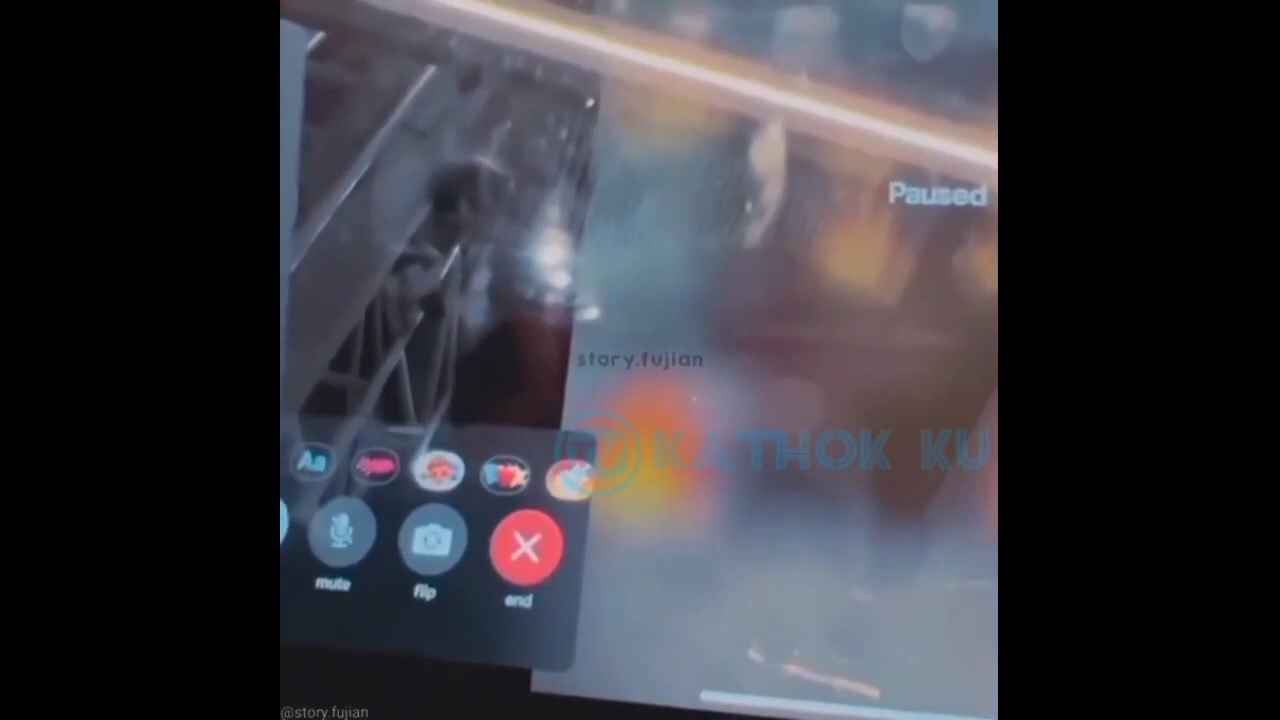 Paused
story.fujian
KATHOK KU
Aa
mute
flip
end
@story.fujian